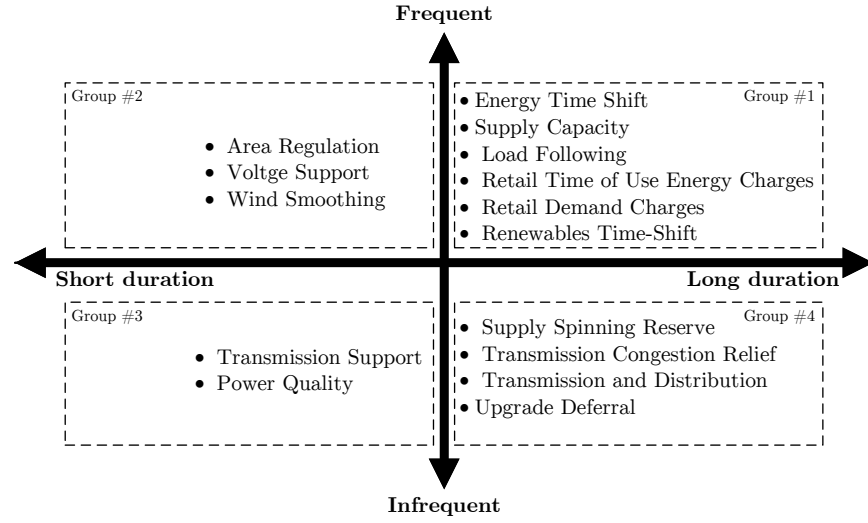 Frequent
Group #2
• Area Regulation
• Voltge Support
• Wind Smoothing
Group #1
• Energy Time Shift
• Supply Capacity
• Load Following
• Retail Time of Use Energy Charges
• Retail Demand Charges
• Renewables Time-Shift
Short duration
Long duration
Group #3
• Transmission Support
• Power Quality
Group #4
• Supply Spinning Reserve
• Transmission Congestion Relief
• Transmission and Distribution
• Upgrade Deferral
Infrequent